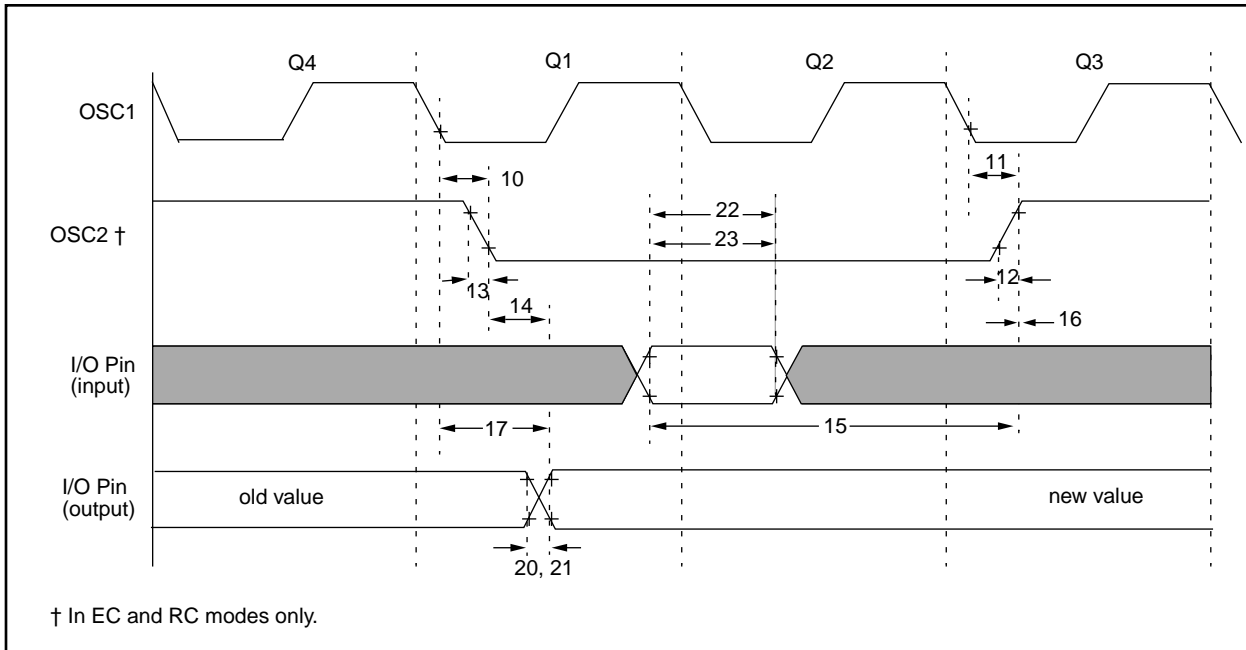 Q4
Q1
Q2
Q3
OSC1
10
11
22
OSC2 †
23
13
12
14
16
I/O Pin
(input)
17
15
I/O Pin
(output)
old value
new value
20, 21
† In EC and RC modes only.